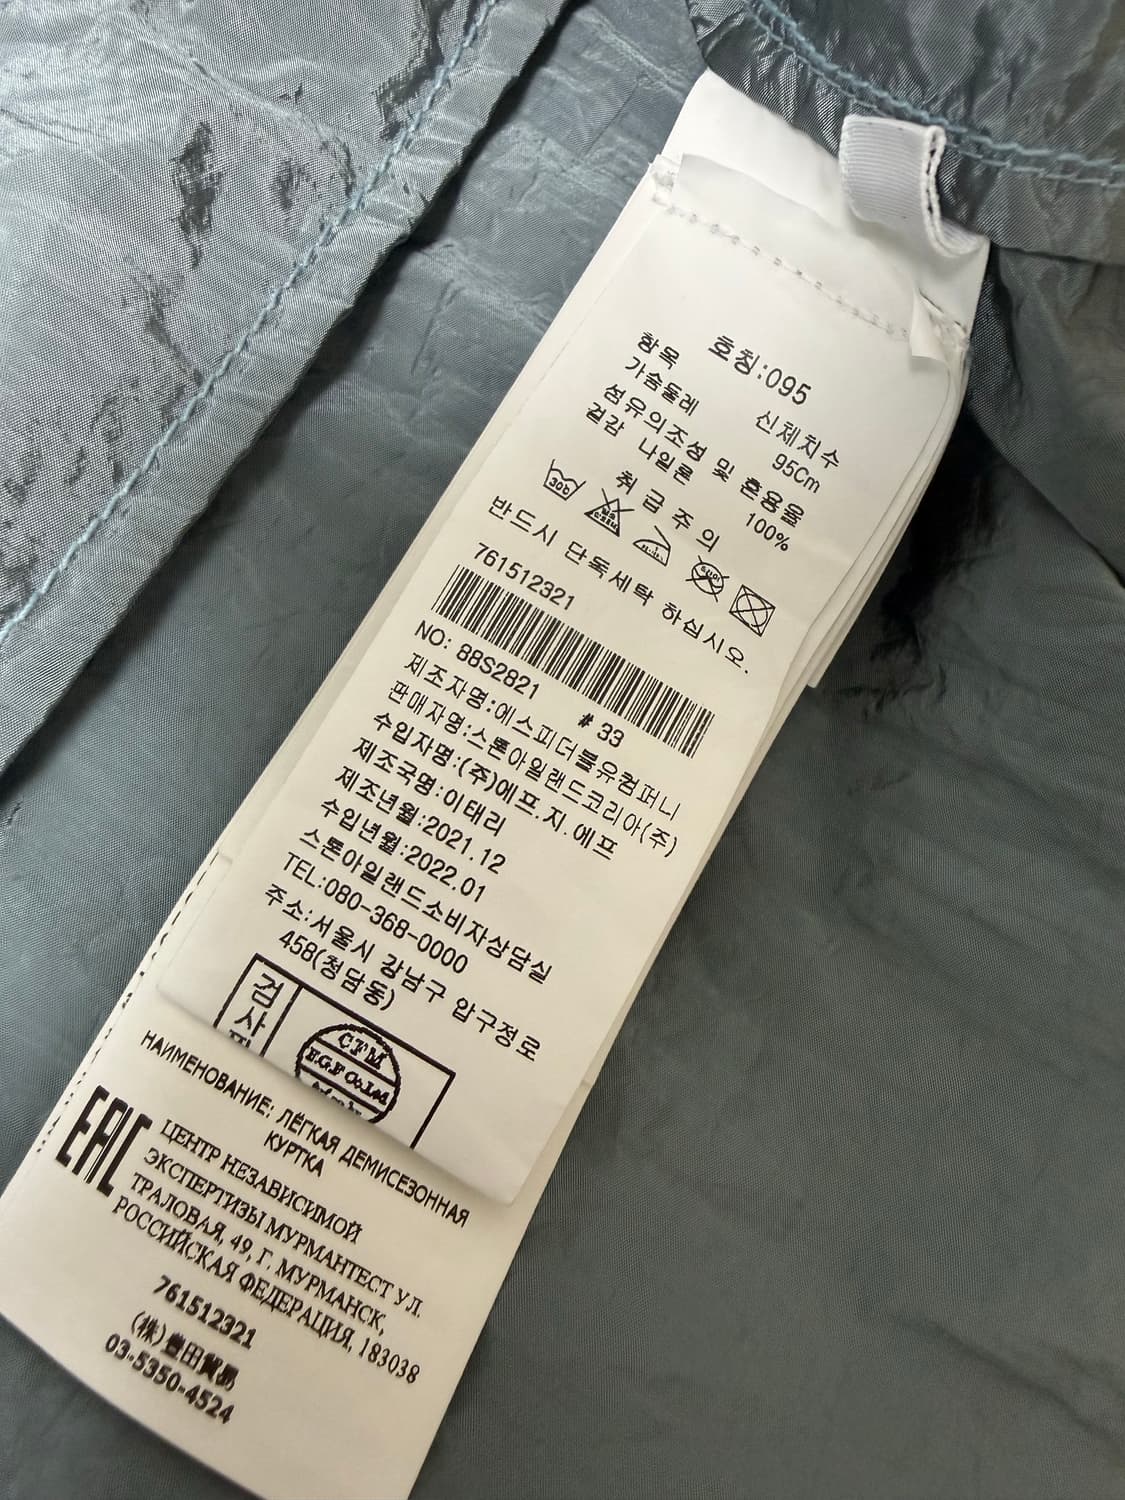 호칭:095
항목 신체치수
가슴둘레 95Cm
섬유의조성 및 혼용율
겉감 나일론 100%
취급주의
30℃
반드시 단독세탁 하십시오.
761512321
NO: 88S2821 # 33
제조자명:에스피더블유컴퍼니
판매자명:스톤아일랜드코리아(주)
수입자명:(주)에프.지.에프
제조국명:이태리
제조년월:2021.12
수입년월:2022.01
스톤아일랜드소비자상담실
TEL:080-368-0000
주소:서울시 강남구 압구정로
458(청담동)
검사
CFM
F.G.F Co.Ltd
НАИМЕНОВАНИЕ: ЛЁГКАЯ ДЕМИСЕЗОННАЯ
КУРТКА
EAC
ЦЕНТР НЕЗАВИСИМОЙ
ЭКСПЕРТИЗЫ МУРМАНТЕСТ УЛ.
ТРАЛОВАЯ, 49, Г. МУРМАНСК,
РОССИЙСКАЯ ФЕДЕРАЦИЯ, 183038
761512321
(株)豊田貿易
03-5350-4524